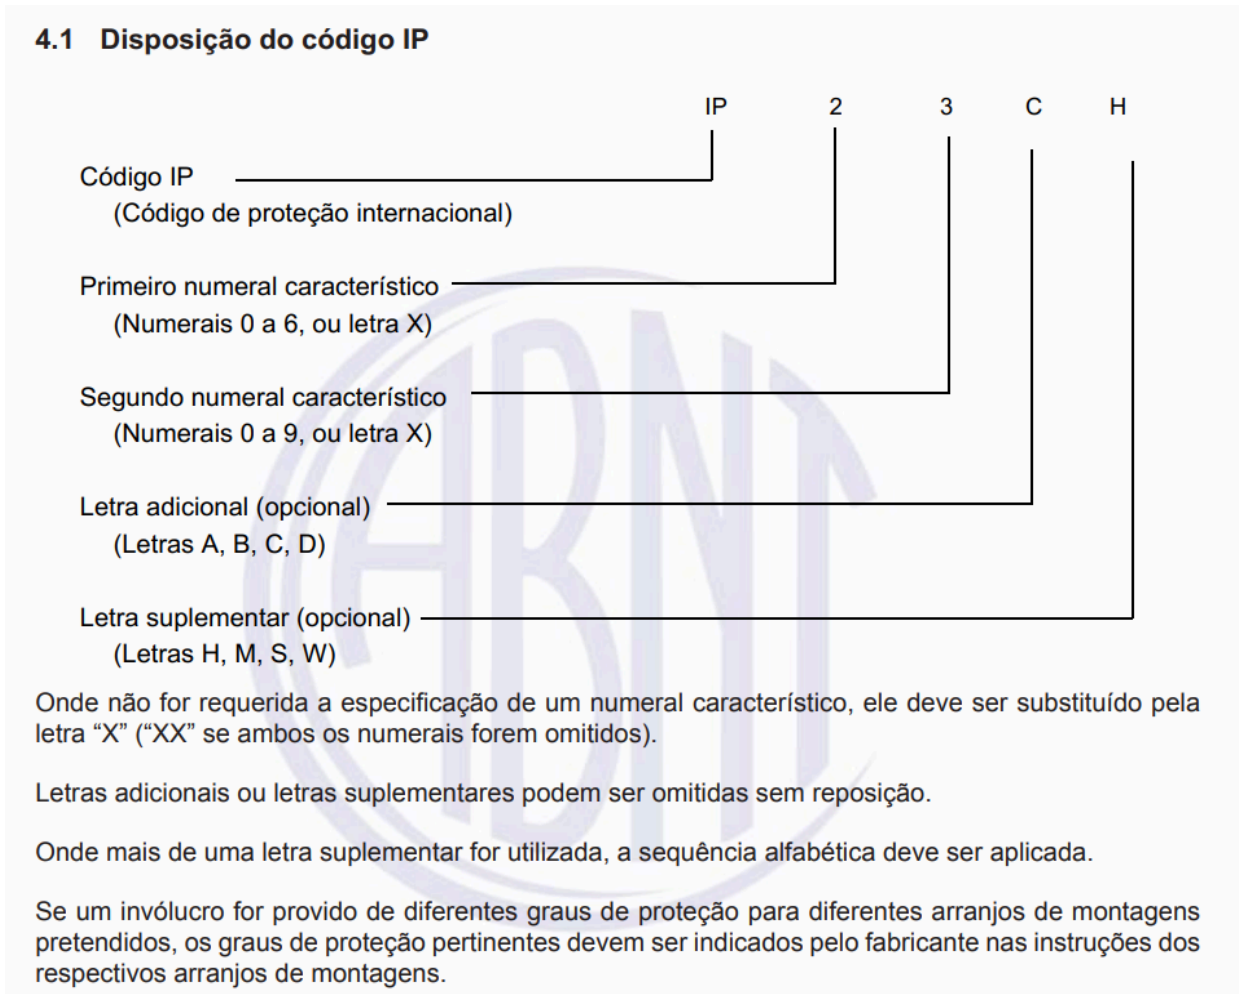 4.1 Disposição do código IP
IP 2 3 C H
Código IP
(Código de proteção internacional)
Primeiro numeral característico
(Numerais 0 a 6, ou letra X)
Segundo numeral característico
(Numerais 0 a 9, ou letra X)
Letra adicional (opcional)
(Letras A, B, C, D)
Letra suplementar (opcional)
(Letras H, M, S, W)
Onde não for requerida a especificação de um numeral característico, ele deve ser substituído pela
letra “X” (“XX” se ambos os numerais forem omitidos).
Letras adicionais ou letras suplementares podem ser omitidas sem reposição.
Onde mais de uma letra suplementar for utilizada, a sequência alfabética deve ser aplicada.
Se um invólucro for provido de diferentes graus de proteção para diferentes arranjos de montagens
pretendidos, os graus de proteção pertinentes devem ser indicados pelo fabricante nas instruções dos
respectivos arranjos de montagens.
ABNT